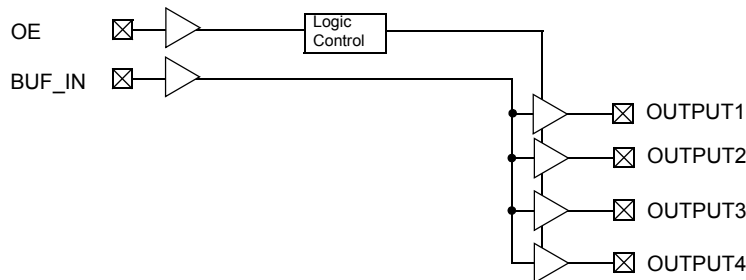 OE
Logic
Control
BUF_IN
OUTPUT1
OUTPUT2
OUTPUT3
OUTPUT4